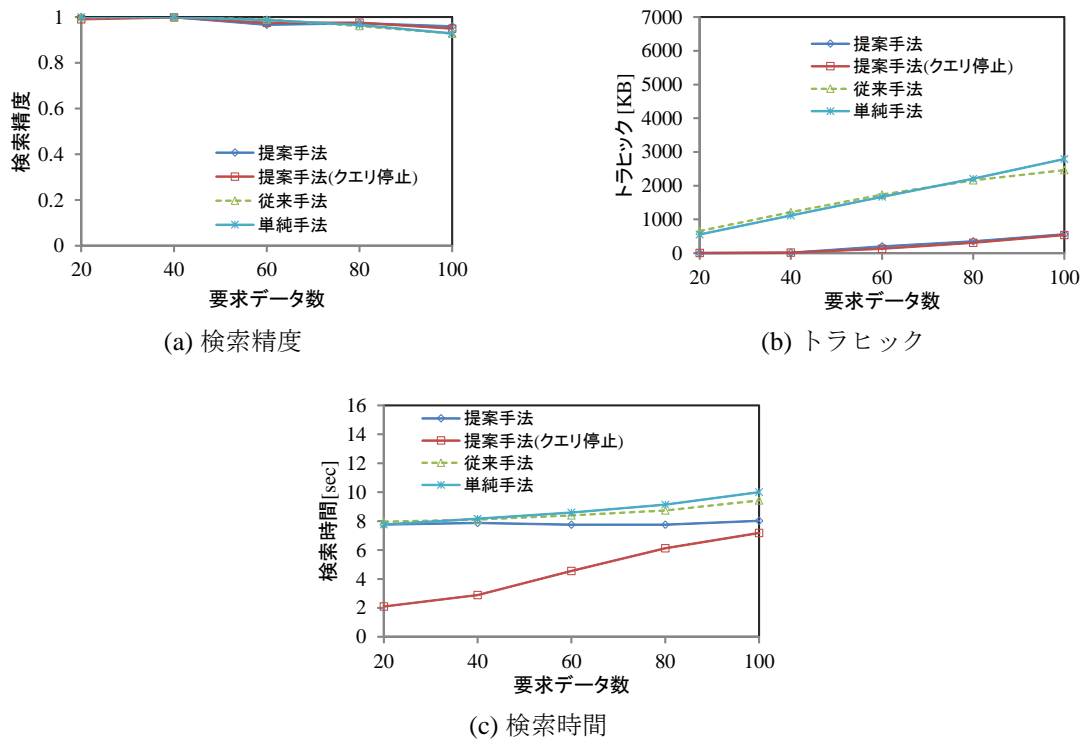 1
0.8
0.6
0.4
0.2
0
検索精度
提案手法
提案手法(クエリ停止)
従来手法
単純手法
20 40 60 80 100
要求データ数
(a) 検索精度
7000
6000
5000
4000
3000
2000
1000
0
トラヒック [KB]
提案手法
提案手法(クエリ停止)
従来手法
単純手法
20 40 60 80 100
要求データ数
(b) トラヒック
16
14
12
10
8
6
4
2
0
検索時間[sec]
提案手法
提案手法(クエリ停止)
従来手法
単純手法
20 40 60 80 100
要求データ数
(c) 検索時間